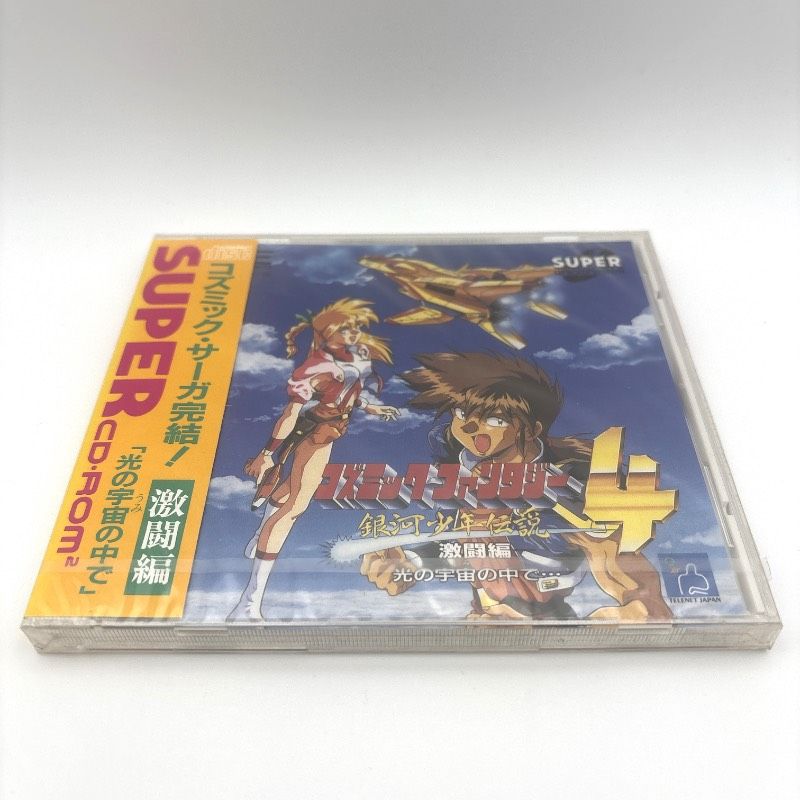 コズミック・サーガ完結!
「光の宇宙の中で」
うみ
激闘編
SUPER CD-ROM²
SUPER
コズミック ファンタジー 4
銀河少年伝説
激闘編
光の宇宙の中で…
TELENET JAPAN